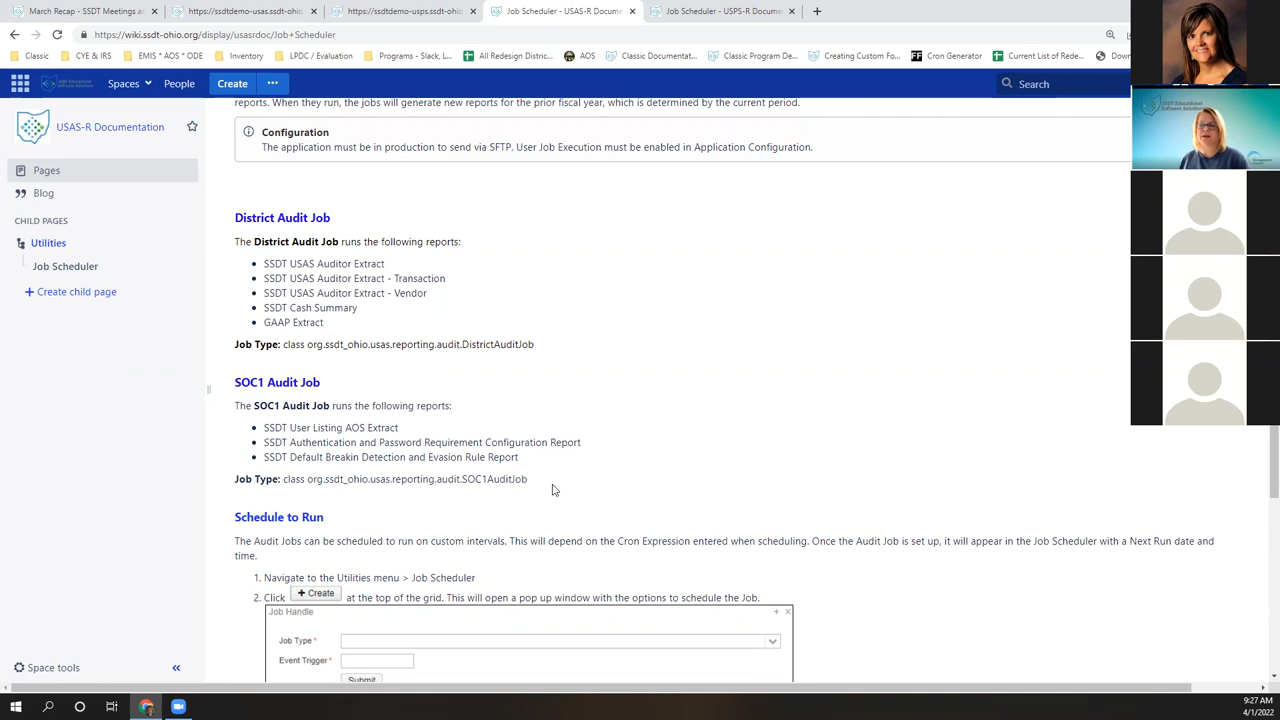 March Recap - SSDT Meetings a
https://ssdtdemo-usas.ssdt-ohio.
https://ssdtdemo-usps.ssdt-ohio.
Job Scheduler - USAS-R Docume
Job Scheduler - USPS-R Docume
https://wiki.ssdt-ohio.org/display/usasrdoc/Job+Scheduler
Classic
CYE & IRS
EMIS * AOS * ODE
Inventory
LPDC / Evaluation
Programs - Slack, L...
All Redesign District...
AOS
Classic Documentat...
Classic Program De...
Creating Custom Fo...
Cron Generator
Current List of Rede...
Down
Spaces
People
Create
Search
USAS-R Documentation
Pages
Blog
CHILD PAGES
Utilities
Job Scheduler
+ Create child page
Space tools
reports. When they run, the jobs will generate new reports for the prior fiscal year, which is determined by the current period.
Configuration
The application must be in production to send via SFTP. User Job Execution must be enabled in Application Configuration.
District Audit Job
The District Audit Job runs the following reports:
SSDT USAS Auditor Extract
SSDT USAS Auditor Extract - Transaction
SSDT USAS Auditor Extract - Vendor
SSDT Cash Summary
GAAP Extract
Job Type: class org.ssdt_ohio.usas.reporting.audit.DistrictAuditJob
SOC1 Audit Job
The SOC1 Audit Job runs the following reports:
SSDT User Listing AOS Extract
SSDT Authentication and Password Requirement Configuration Report
SSDT Default Breakin Detection and Evasion Rule Report
Job Type: class org.ssdt_ohio.usas.reporting.audit.SOC1AuditJob
Schedule to Run
The Audit Jobs can be scheduled to run on custom intervals. This will depend on the Cron Expression entered when scheduling. Once the Audit Job is set up, it will appear in the Job Scheduler with a Next Run date and
time.
1. Navigate to the Utilities menu > Job Scheduler
2. Click + Create at the top of the grid. This will open a pop up window with the options to schedule the Job.
Job Handle
Job Type *
Event Trigger *
Submit
9:27 AM
4/1/2022